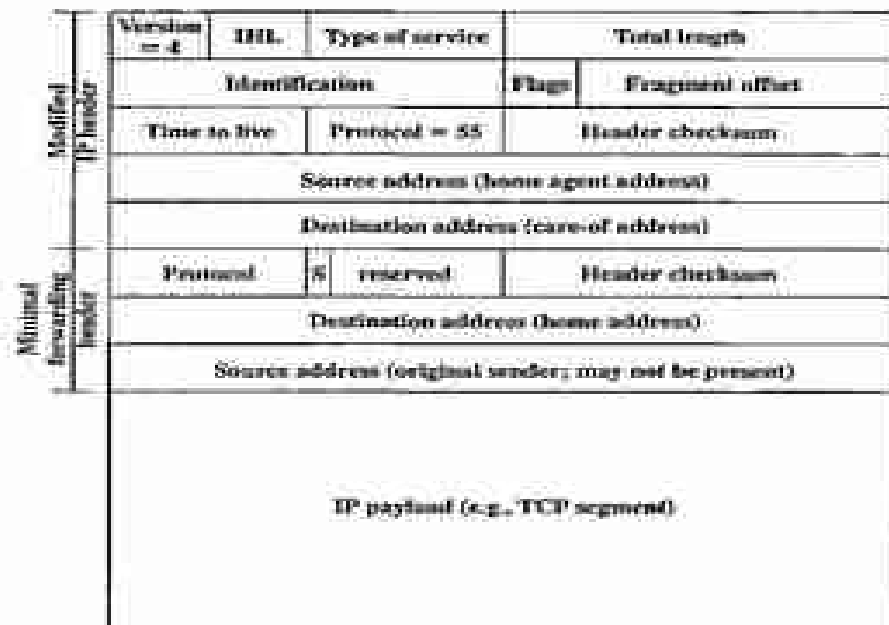 Version = 4 IHL Type of service Total length
Identification Flags Fragment offset
Time to live Protocol = 55 Header checksum
Source address (home agent address)
Destination address (care-of address)
Protocol S reserved Header checksum
Destination address (home address)
Source address (original sender; may not be present)
IP payload (e.g., TCP segment)
Modified IP header
Minimal forwarding header